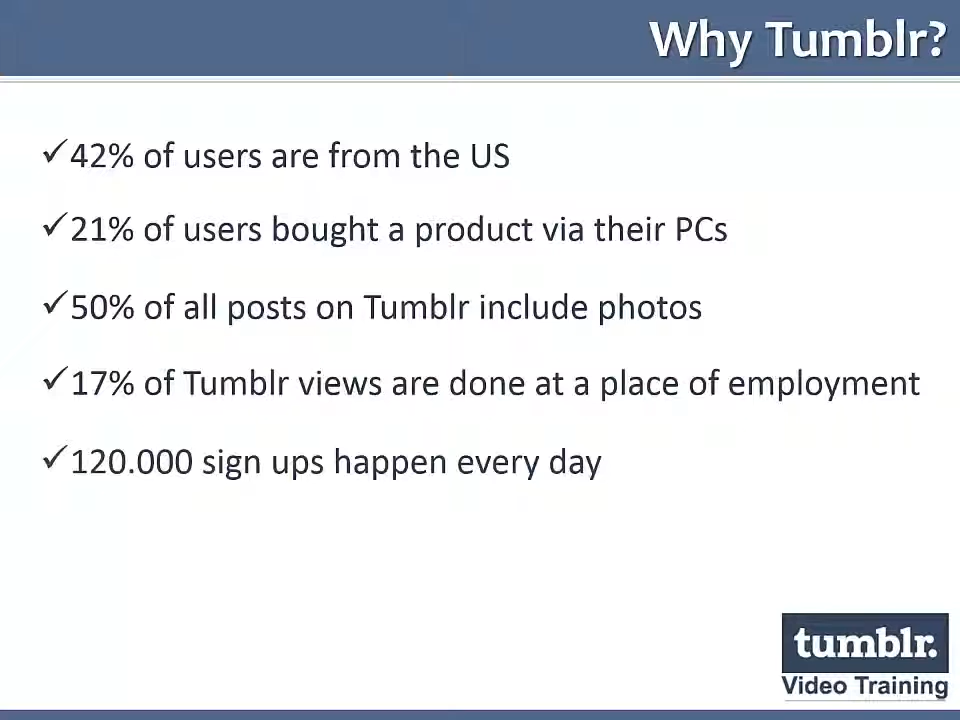 Why Tumblr?
✓42% of users are from the US
✓21% of users bought a product via their PCs
✓50% of all posts on Tumblr include photos
✓17% of Tumblr views are done at a place of employment
✓120.000 sign ups happen every day
tumblr.
Video Training